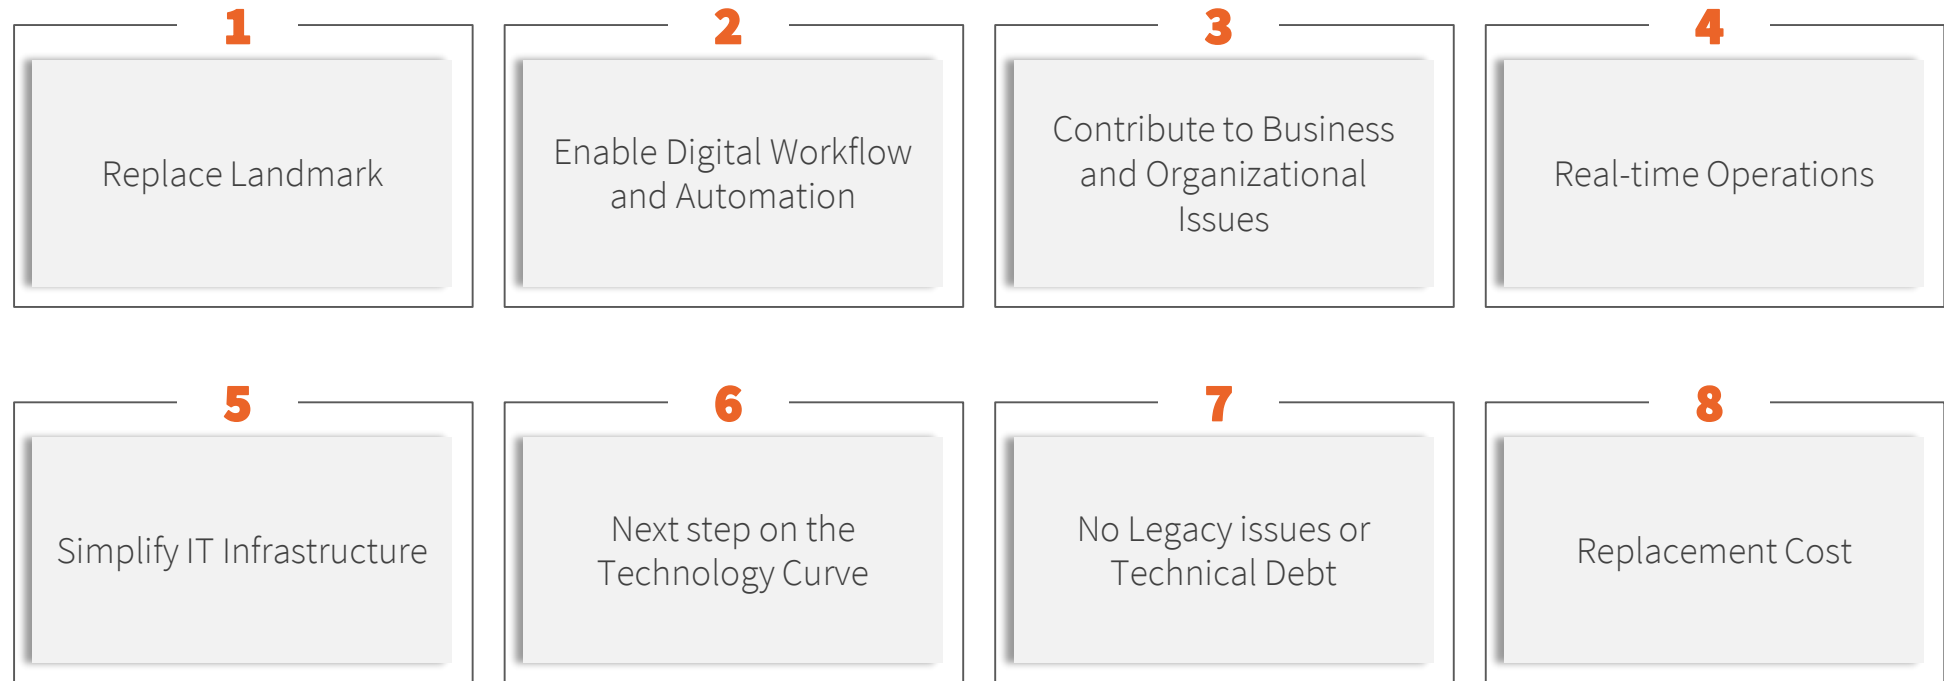 1
Replace Landmark
2
Enable Digital Workflow
and Automation
3
Contribute to Business
and Organizational
Issues
4
Real-time Operations
5
Simplify IT Infrastructure
6
Next step on the
Technology Curve
7
No Legacy issues or
Technical Debt
8
Replacement Cost